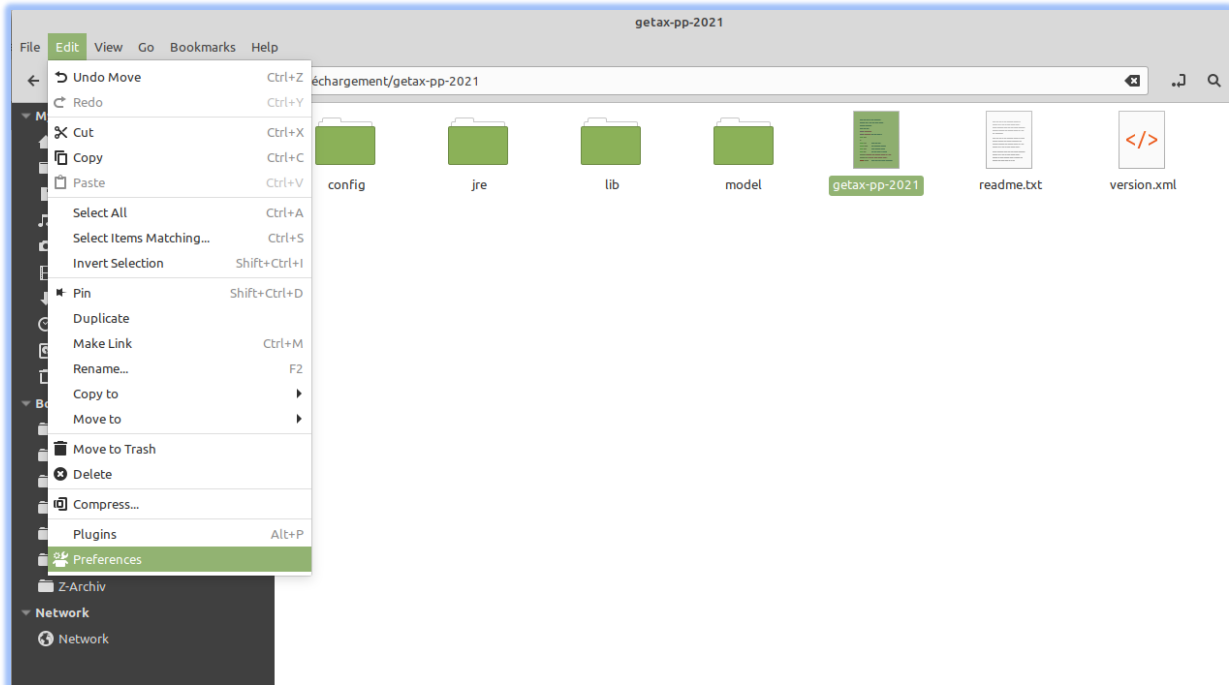 getax-pp-2021
File Edit View Go Bookmarks Help
échargement/getax-pp-2021
Undo Move Ctrl+Z
Redo Ctrl+Y
Cut Ctrl+X
Copy Ctrl+C
Paste Ctrl+V
Select All Ctrl+A
Select Items Matching... Ctrl+S
Invert Selection Shift+Ctrl+I
Pin Shift+Ctrl+D
Duplicate
Make Link Ctrl+M
Rename... F2
Copy to
Move to
Move to Trash
Delete
Compress...
Plugins Alt+P
Preferences
M
Bo
Z-Archiv
Network
Network
config jre lib model getax-pp-2021 readme.txt version.xml